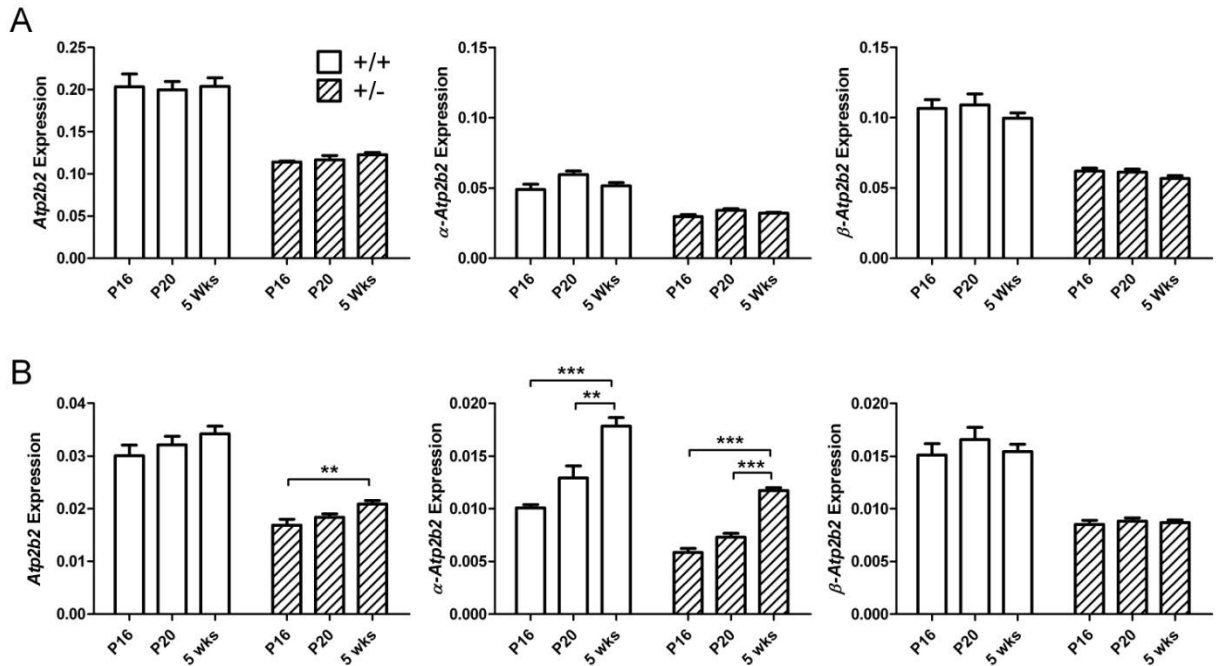 A
Atp2b2 Expression
0.25
0.20
0.15
0.10
0.05
0.00
P16
P20
5 Wks
P16
P20
5 Wks
+/+
+/-
α-Atp2b2 Expression
0.15
0.10
0.05
0.00
P16
P20
5 Wks
P16
P20
5 Wks
β-Atp2b2 Expression
0.15
0.10
0.05
0.00
P16
P20
5 Wks
P16
P20
5 Wks
B
Atp2b2 Expression
0.04
0.03
0.02
0.01
0.00
**
P16
P20
5 wks
P16
P20
5 wks
α-Atp2b2 Expression
0.020
0.015
0.010
0.005
0.000
***
**
***
***
P16
P20
5 wks
P16
P20
5 wks
β-Atp2b2 Expression
0.020
0.015
0.010
0.005
0.000
P16
P20
5 wks
P16
P20
5 wks